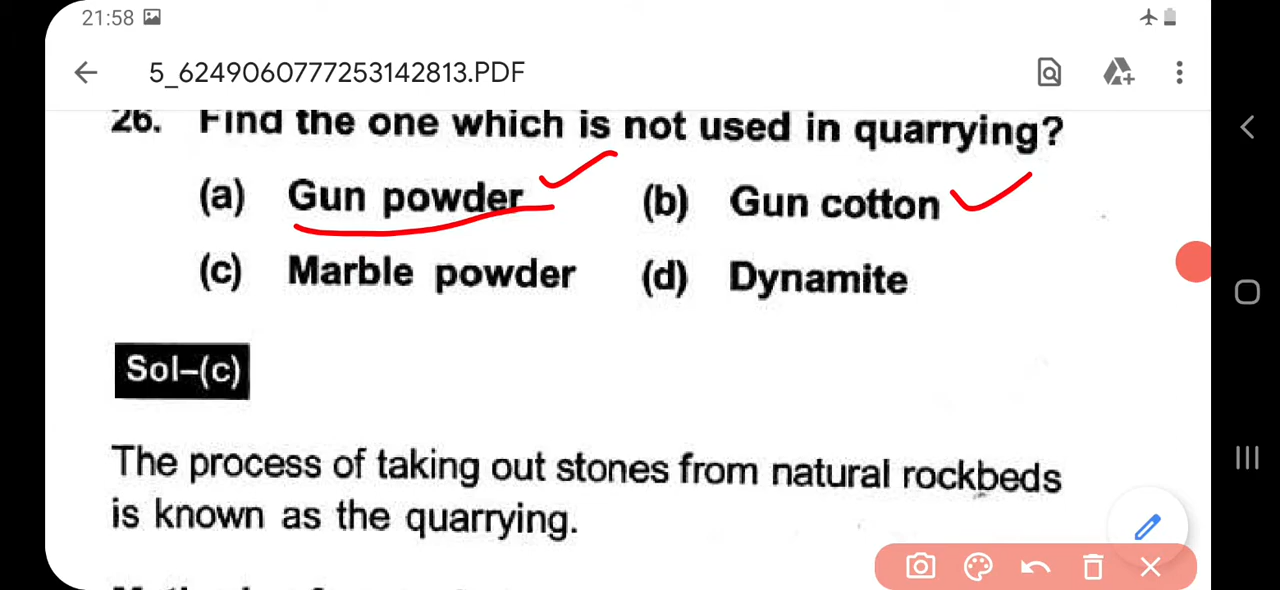 21:58
5_6249060777253142813.PDF
26. Find the one which is not used in quarrying?
(a) Gun powder (b) Gun cotton
(c) Marble powder (d) Dynamite
Sol–(c)
The process of taking out stones from natural rockbeds
is known as the quarrying.